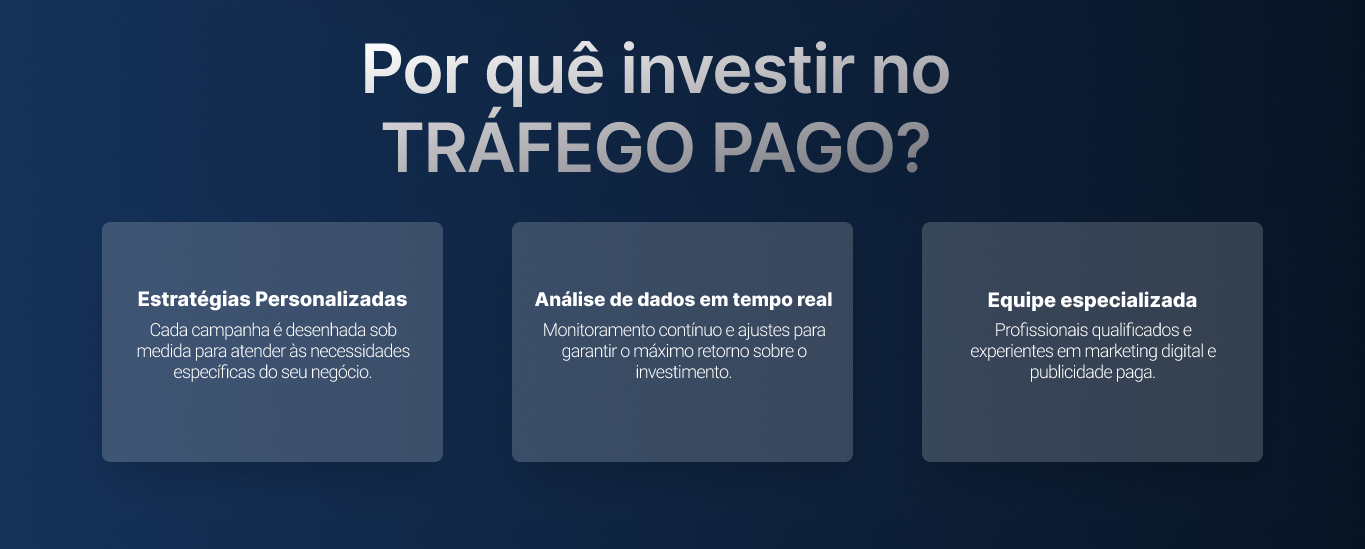 Por quê investir no
TRÁFEGO PAGO?
Estratégias Personalizadas
Cada campanha é desenhada sob
medida para atender às necessidades
específicas do seu negócio.
Análise de dados em tempo real
Monitoramento contínuo e ajustes para
garantir o máximo retorno sobre o
investimento.
Equipe especializada
Profissionais qualificados e
experientes em marketing digital e
publicidade paga.